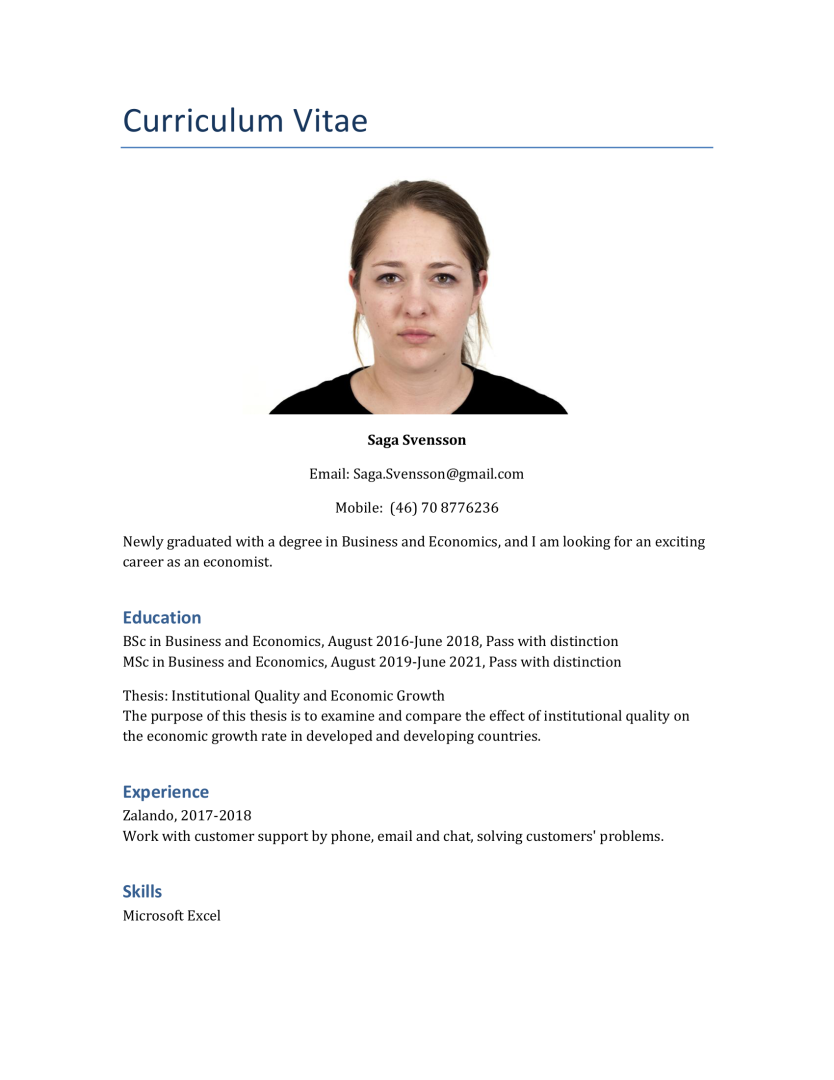 Curriculum Vitae
Saga Svensson
Email: Saga.Svensson@gmail.com
Mobile:  (46) 70 8776236
Newly graduated with a degree in Business and Economics, and I am looking for an exciting
career as an economist.
Education
BSc in Business and Economics, August 2016-June 2018, Pass with distinction
MSc in Business and Economics, August 2019-June 2021, Pass with distinction
Thesis: Institutional Quality and Economic Growth
The purpose of this thesis is to examine and compare the effect of institutional quality on
the economic growth rate in developed and developing countries.
Experience
Zalando, 2017-2018
Work with customer support by phone, email and chat, solving customers' problems.
Skills
Microsoft Excel